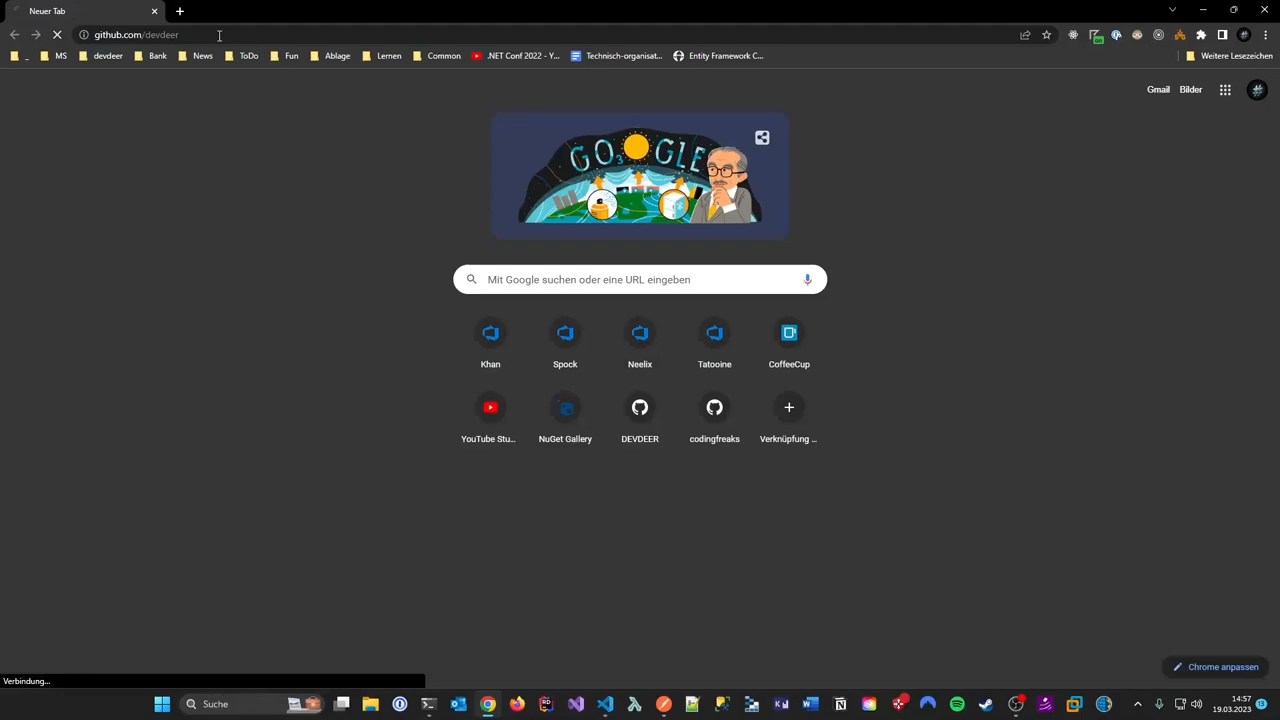 Neuer Tab
github.com/devdeer
_
MS
devdeer
Bank
News
ToDo
Fun
Ablage
Lernen
Common
.NET Conf 2022 - Y...
Technisch-organisat...
Entity Framework C...
Weitere Lesezeichen
Gmail
Bilder
GO3GLE
Mit Google suchen oder eine URL eingeben
Khan
Spock
Neelix
Tatooine
CoffeeCup
YouTube Stu...
NuGet Gallery
DEVDEER
codingfreaks
Verknüpfung ...
Chrome anpassen
Verbindung...
Suche
14:57
19.03.2023